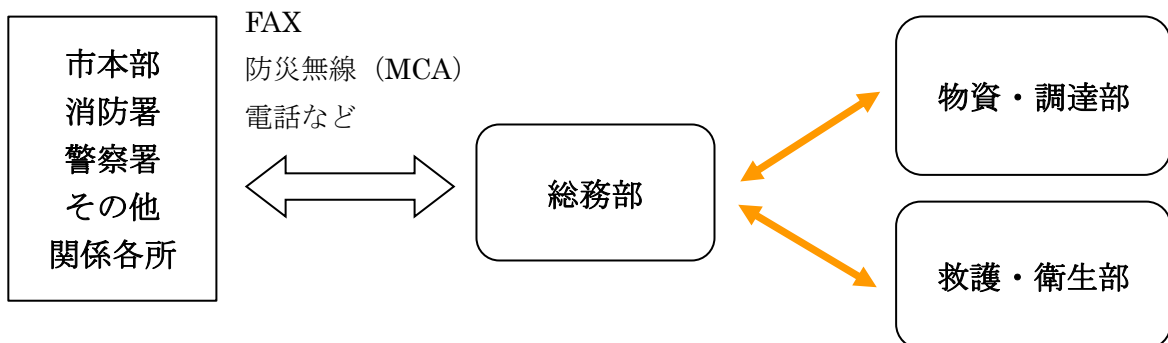 市本部
消防署
警察署
その他
関係各所
FAX
防災無線（MCA）
電話など
総務部
物資・調達部
救護・衛生部